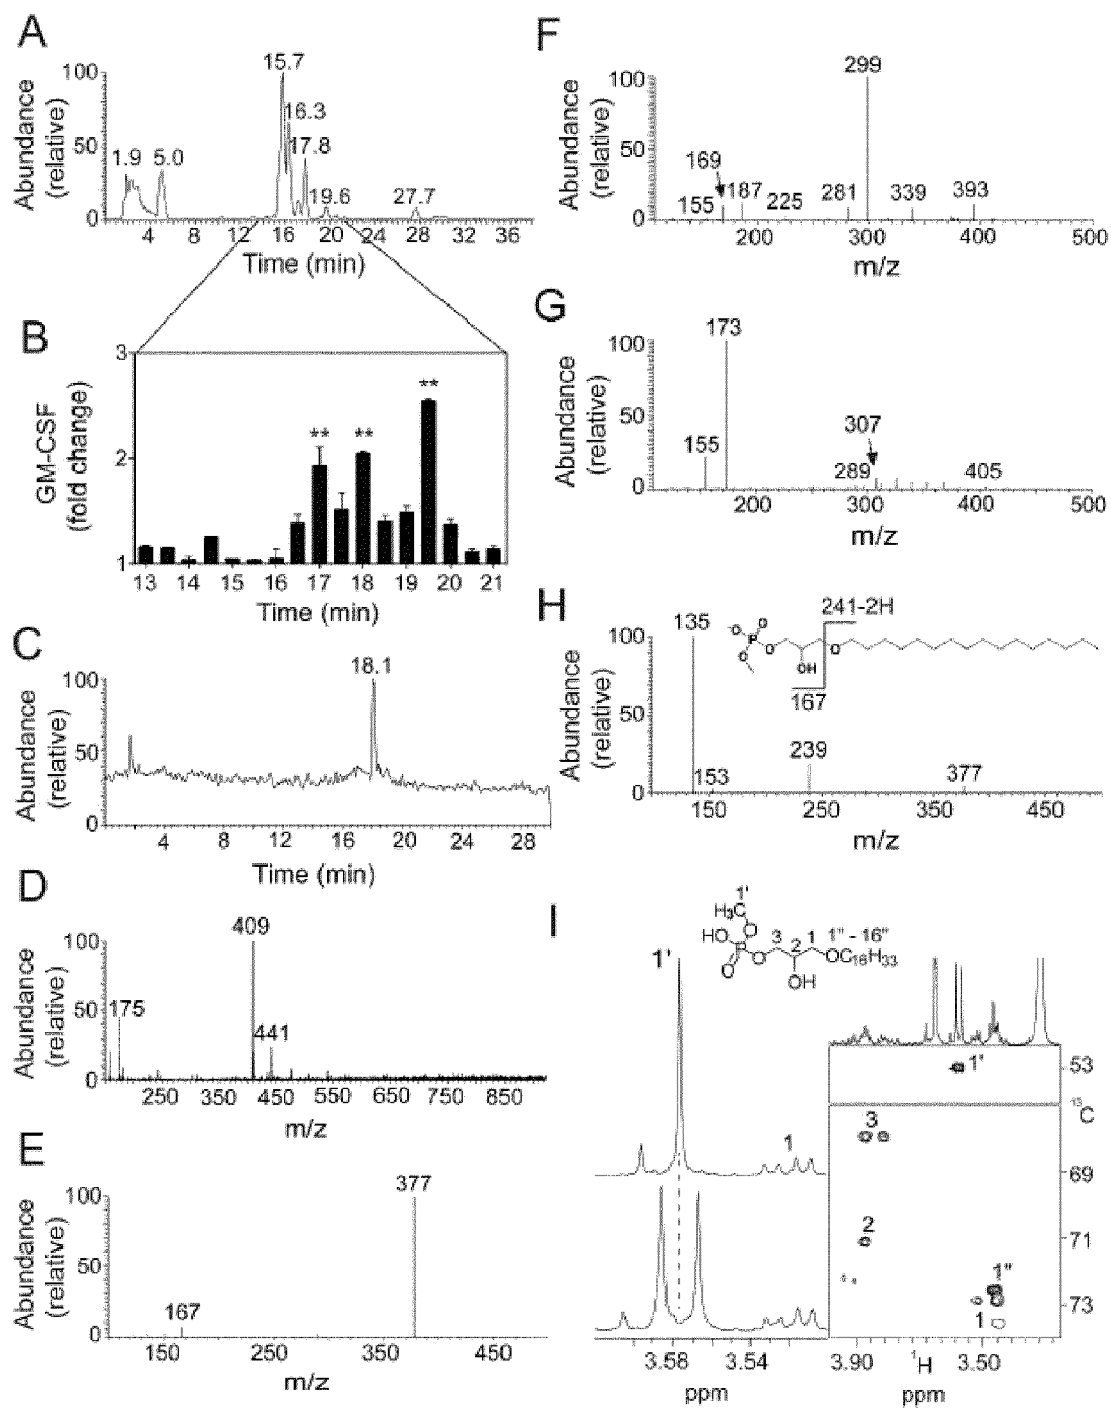 A
Abundance
(relative)
100
50
0
15.7
16.3
17.8
1.9
5.0
19.6
27.7
4
8
12
16
20
24
28
32
36
Time (min)
B
GM-CSF
(fold change)
3
2
1
**
**
**
13
14
15
16
17
18
19
20
21
Time (min)
C
Abundance
(relative)
100
50
0
18.1
4
8
12
16
20
24
28
Time (min)
D
Abundance
(relative)
100
50
0
409
175
441
250
350
450
550
650
750
850
m/z
E
Abundance
(relative)
100
50
0
377
167
150
250
350
450
m/z
F
Abundance
(relative)
100
50
0
299
169
155
187
225
281
339
393
200
300
400
500
m/z
G
Abundance
(relative)
100
50
0
173
155
307
289
405
200
300
400
500
m/z
H
Abundance
(relative)
100
50
0
135
153
239
377
241-2H
167
-O
O
P
O
O
OH
O
150
250
350
450
m/z
I
1'
H3C
O
HO
P
O
O
3
2
1
1" - 16"
OC16H33
OH
1'
1
3.58
3.54
ppm
1'
3
2
1"
1
53
13C
69
71
73
3.90
1H
3.50
ppm